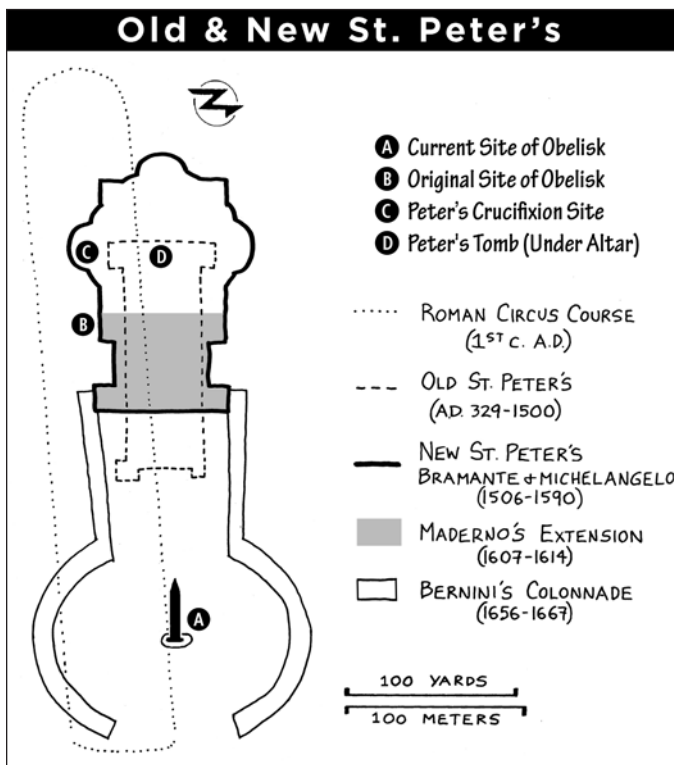 Old & New St. Peter's
A Current Site of Obelisk
B Original Site of Obelisk
C Peter's Crucifixion Site
D Peter's Tomb (Under Altar)
C
D
B
A
ROMAN CIRCUS COURSE
(1ST C. A.D.)
OLD ST. PETER'S
(A.D. 329-1500)
NEW ST. PETER'S
BRAMANTE + MICHELANGELO
(1506-1590)
MADERNO'S EXTENSION
(1607-1614)
BERNINI'S COLONNADE
(1656-1667)
100 YARDS
100 METERS